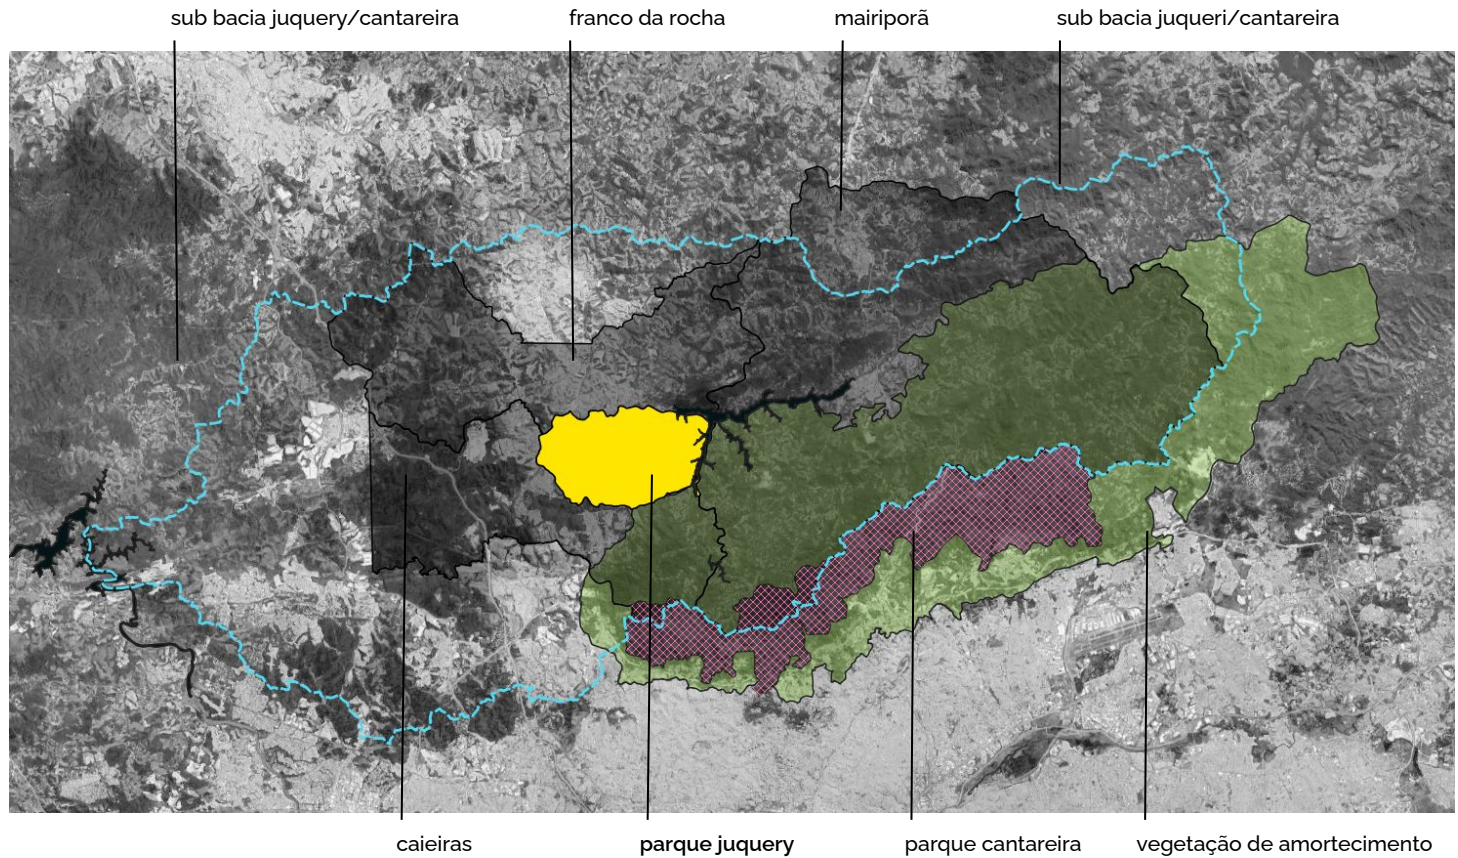 sub bacia juquery/cantareira
franco da rocha
mairiporã
sub bacia juqueri/cantareira
caieiras
parque juquery
parque cantareira
vegetação de amortecimento